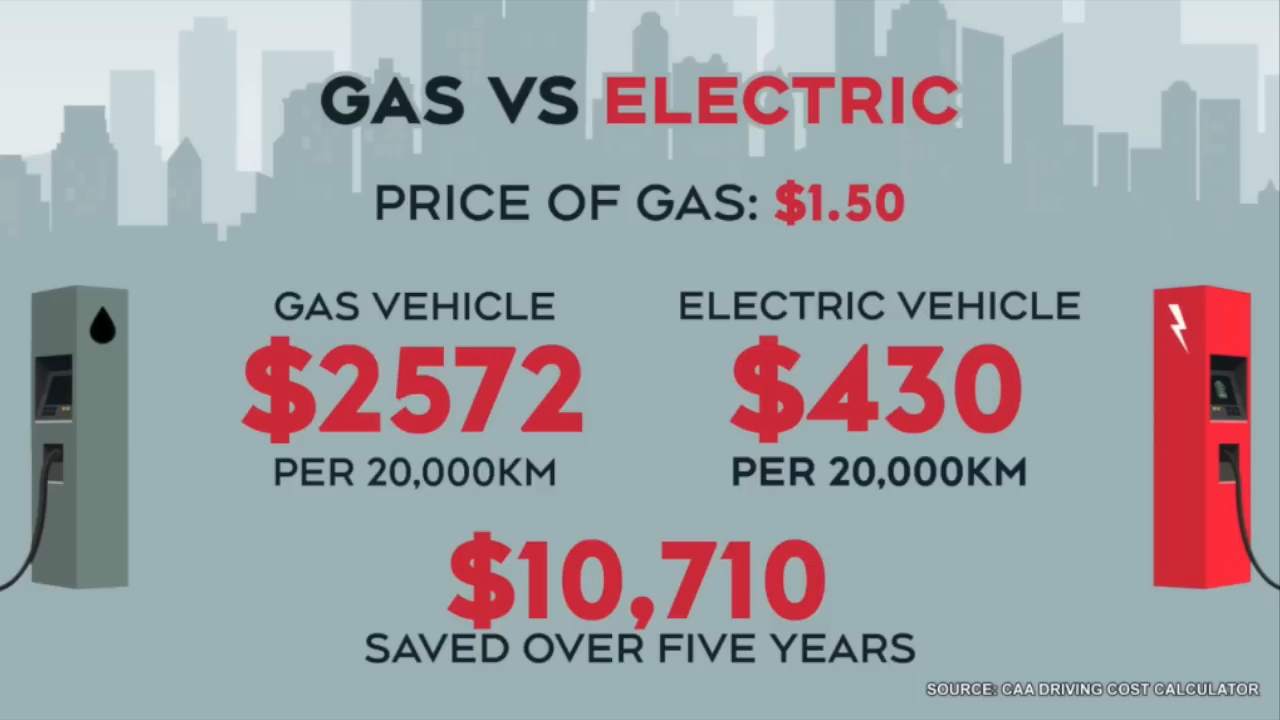 GAS VS ELECTRIC
PRICE OF GAS: $1.50
GAS VEHICLE
$2572
PER 20,000KM
ELECTRIC VEHICLE
$430
PER 20,000KM
$10,710
SAVED OVER FIVE YEARS
SOURCE: CAA DRIVING COST CALCULATOR